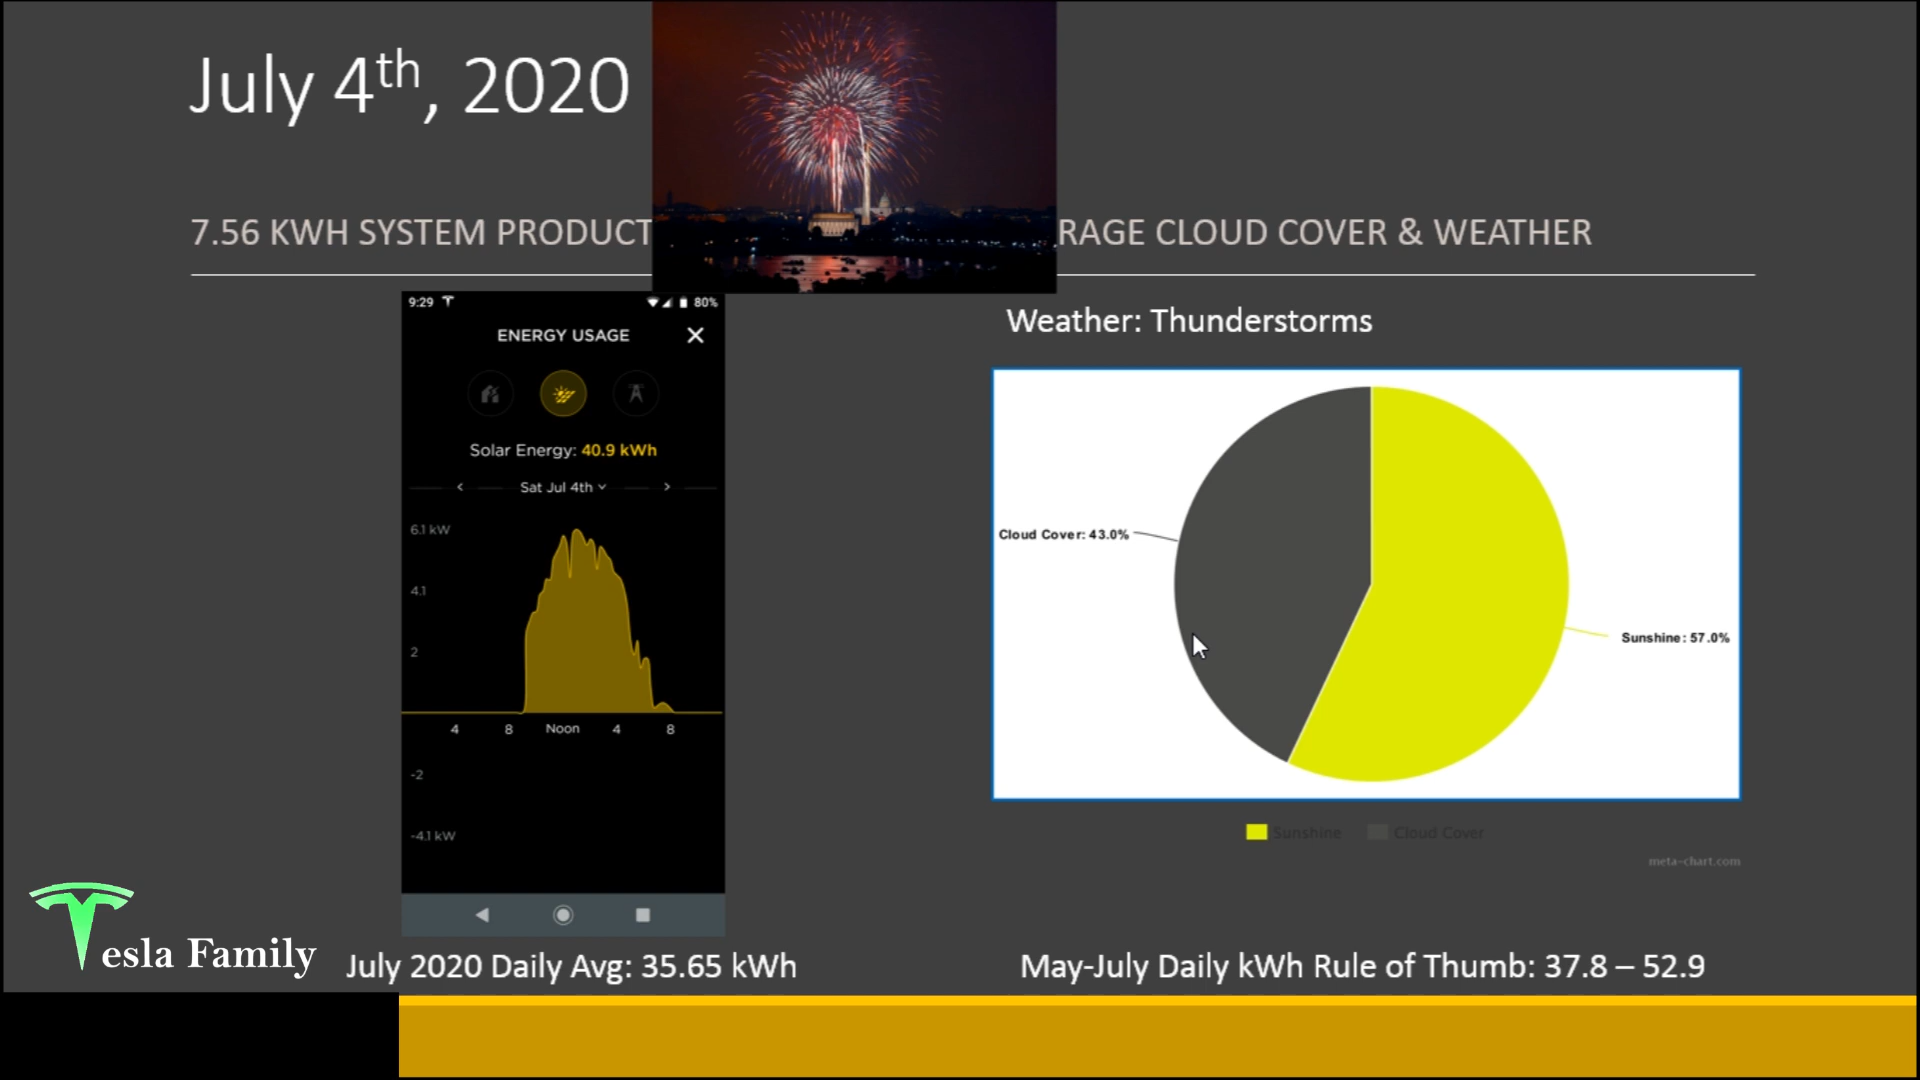 July 4th, 2020
7.56 KWH SYSTEM PRODUCT
RAGE CLOUD COVER & WEATHER
9:29
80%
ENERGY USAGE
Solar Energy: 40.9 kWh
Sat Jul 4th
6.1 kW
4.1
2
4 8 Noon 4 8
-2
-4.1 kW
Weather: Thunderstorms
Cloud Cover: 43.0%
Sunshine: 57.0%
Sunshine Cloud Cover
meta-chart.com
Tesla Family
July 2020 Daily Avg: 35.65 kWh
May-July Daily kWh Rule of Thumb: 37.8 – 52.9